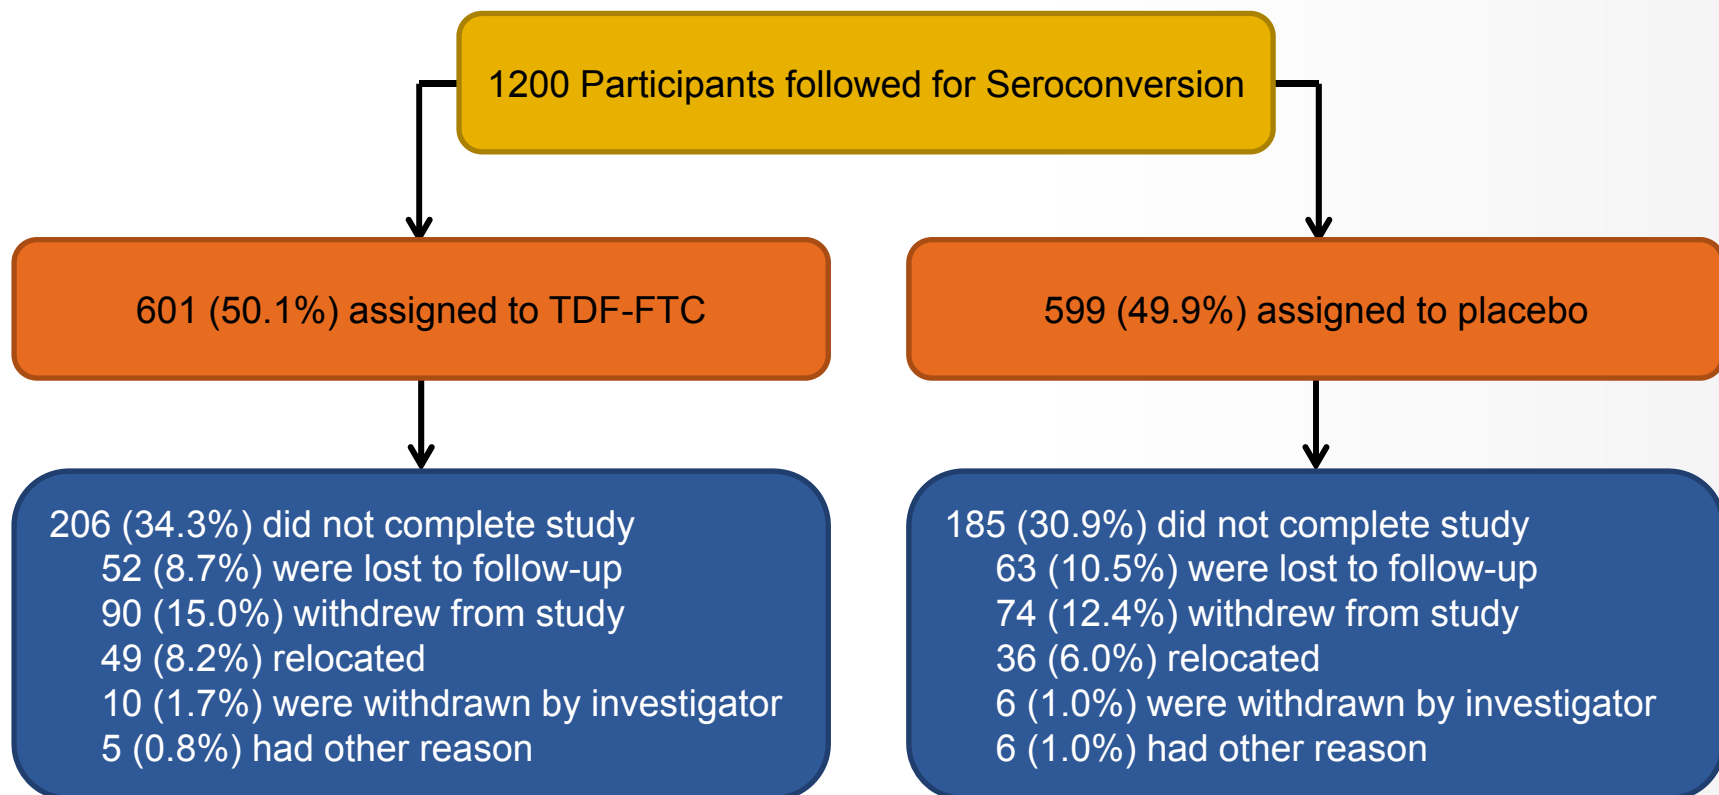 1200 Participants followed for Seroconversion
601 (50.1%) assigned to TDF-FTC
599 (49.9%) assigned to placebo
206 (34.3%) did not complete study
52 (8.7%) were lost to follow-up
90 (15.0%) withdrew from study
49 (8.2%) relocated
10 (1.7%) were withdrawn by investigator
5 (0.8%) had other reason
185 (30.9%) did not complete study
63 (10.5%) were lost to follow-up
74 (12.4%) withdrew from study
36 (6.0%) relocated
6 (1.0%) were withdrawn by investigator
6 (1.0%) had other reason